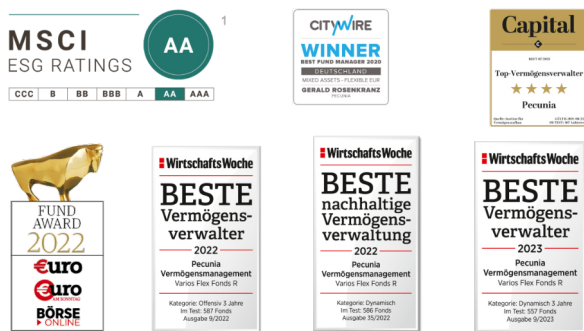 MSCI
ESG RATINGS
AA
1
CCC B BB BBB A AA AAA
CITYWIRE
WINNER
BEST FUND MANAGER 2020
DEUTSCHLAND
MIXED ASSETS - FLEXIBLE EUR
GERALD ROSENKRANZ
PECUNIA
Capital
Top-Vermögensverwalter
Pecunia
FUND
AWARD
2022
€uro
€uro
AM SONNTAG
BÖRSE
ONLINE
WirtschaftsWoche
BESTE
Vermögens-
verwalter
2022
Pecunia
Vermögensmanagement
Varios Flex Fonds R
Kategorie: Offensiv 3 Jahre
Im Test: 587 Fonds
Ausgabe 9/2022
WirtschaftsWoche
BESTE
nachhaltige
Vermögens-
verwaltung
2022
Pecunia
Vermögensmanagement
Varios Flex Fonds R
Kategorie: Dynamisch
Im Test: 586 Fonds
Ausgabe 35/2022
WirtschaftsWoche
BESTE
Vermögens-
verwalter
2023
Pecunia
Vermögensmanagement
Varios Flex Fonds R
Kategorie: Dynamisch 3 Jahre
Im Test: 557 Fonds
Ausgabe 9/2023